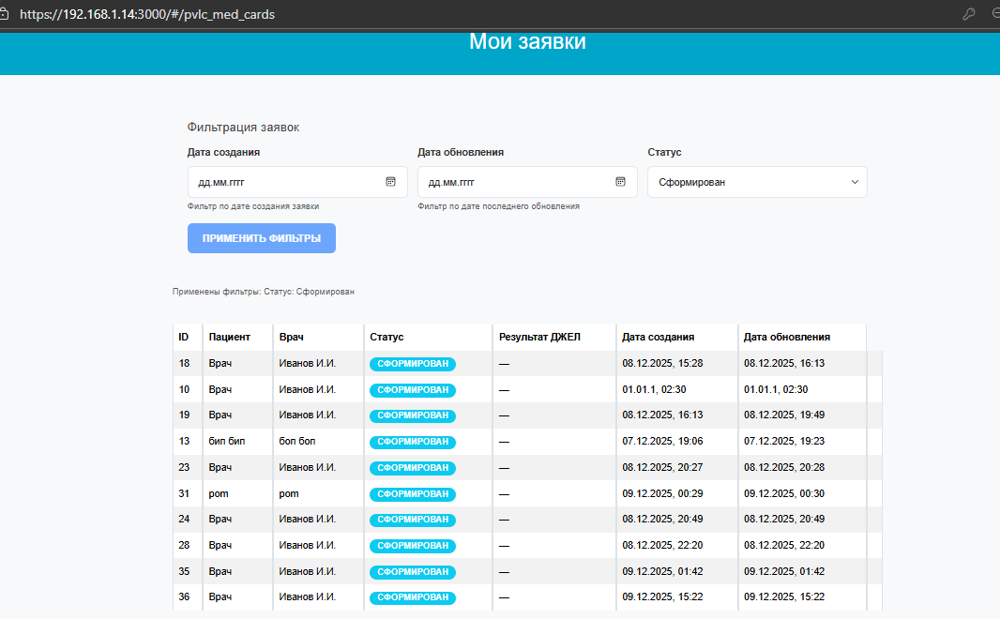 https://192.168.1.14:3000/#/pvlc_med_cards
Мои заявки
Фильтрация заявок
Дата создания Дата обновления Статус
дд.мм.гггг дд.мм.гггг Сформирован
Фильтр по дате создания заявки Фильтр по дате последнего обновления
ПРИМЕНИТЬ ФИЛЬТРЫ
Применены фильтры: Статус: Сформирован
ID Пациент Врач Статус Результат ДЖЕЛ Дата создания Дата обновления
18 Врач Иванов И.И. СФОРМИРОВАН — 08.12.2025, 15:28 08.12.2025, 16:13
10 Врач Иванов И.И. СФОРМИРОВАН — 01.01.1, 02:30 01.01.1, 02:30
19 Врач Иванов И.И. СФОРМИРОВАН — 08.12.2025, 16:13 08.12.2025, 19:49
13 бип бип боп боп СФОРМИРОВАН — 07.12.2025, 19:06 07.12.2025, 19:23
23 Врач Иванов И.И. СФОРМИРОВАН — 08.12.2025, 20:27 08.12.2025, 20:28
31 pom pom СФОРМИРОВАН — 09.12.2025, 00:29 09.12.2025, 00:30
24 Врач Иванов И.И. СФОРМИРОВАН — 08.12.2025, 20:49 08.12.2025, 20:49
28 Врач Иванов И.И. СФОРМИРОВАН — 08.12.2025, 22:20 08.12.2025, 22:20
35 Врач Иванов И.И. СФОРМИРОВАН — 09.12.2025, 01:42 09.12.2025, 01:42
36 Врач Иванов И.И. СФОРМИРОВАН — 09.12.2025, 15:22 09.12.2025, 15:22